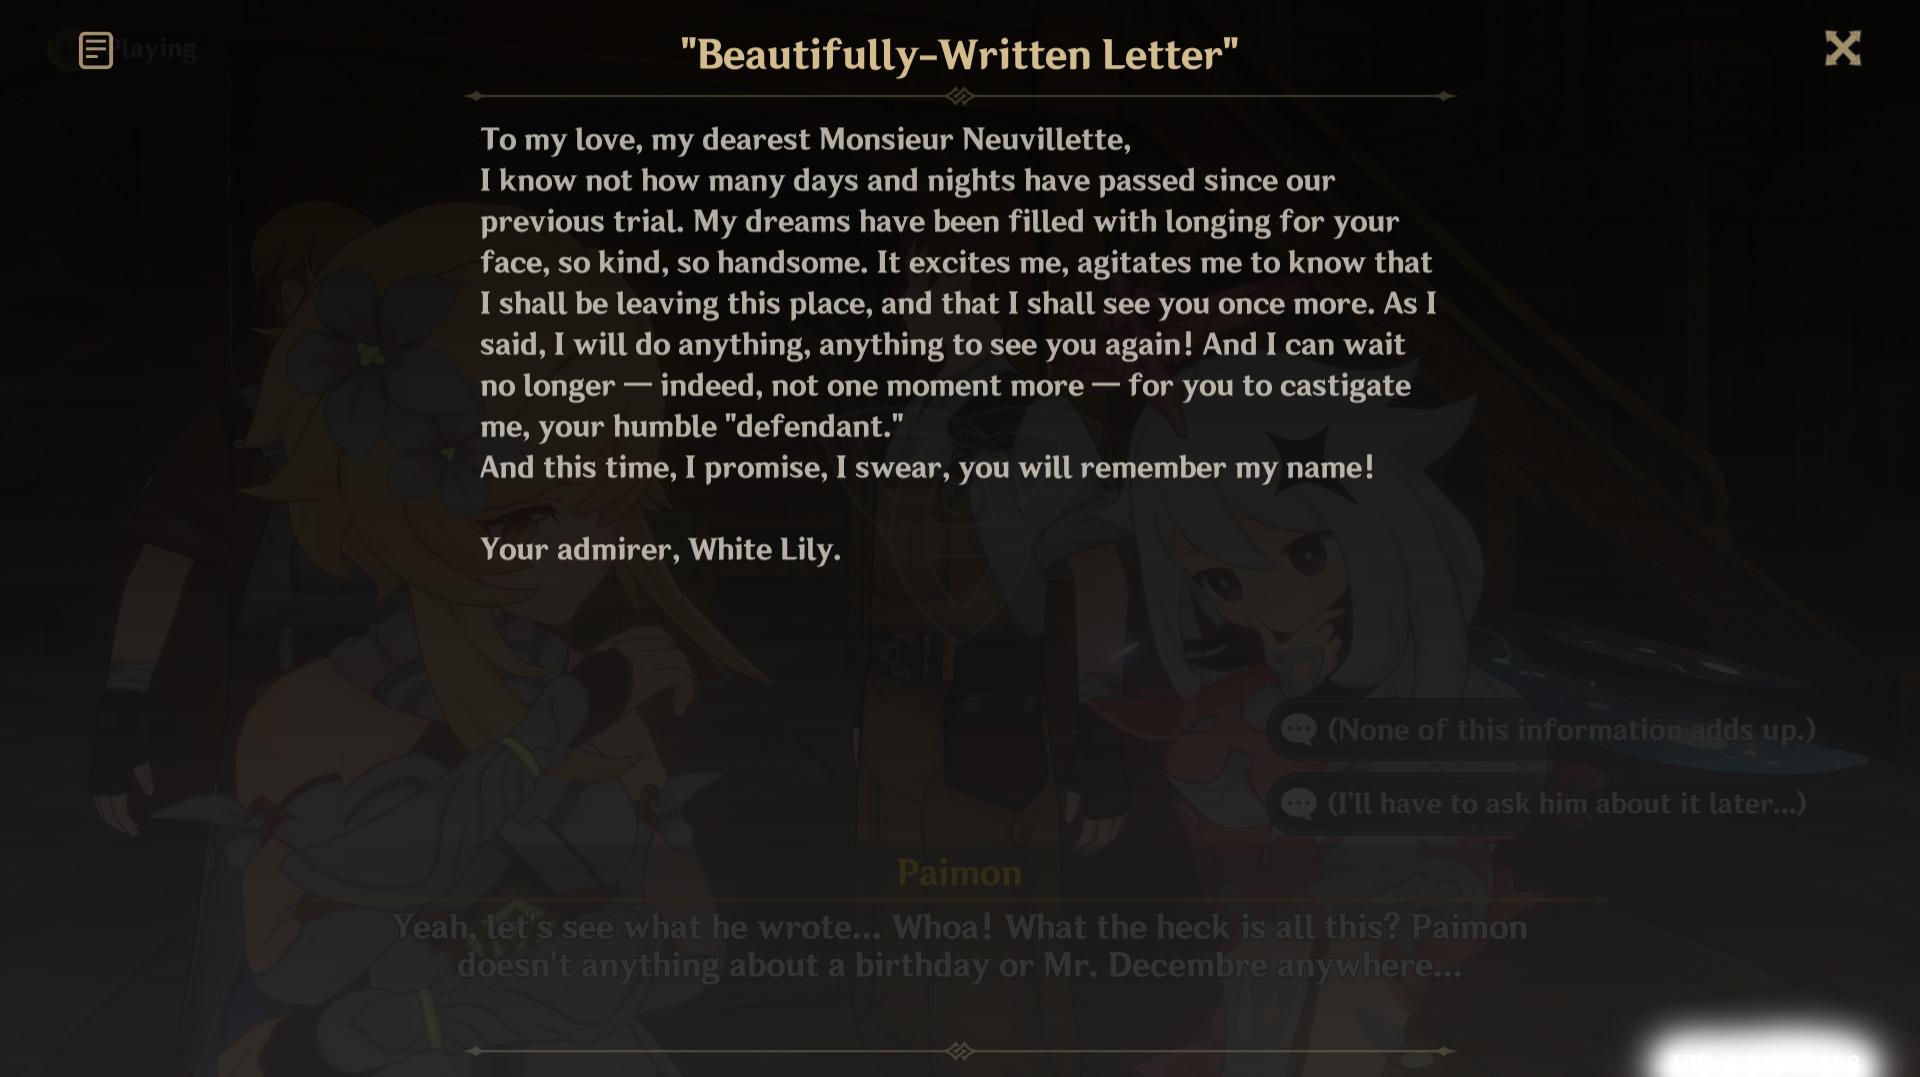 Playing
"Beautifully-Written Letter"
To my love, my dearest Monsieur Neuvillette,
I know not how many days and nights have passed since our
previous trial. My dreams have been filled with longing for your
face, so kind, so handsome. It excites me, agitates me to know that
I shall be leaving this place, and that I shall see you once more. As I
said, I will do anything, anything to see you again! And I can wait
no longer — indeed, not one moment more — for you to castigate
me, your humble "defendant."
And this time, I promise, I swear, you will remember my name!
Your admirer, White Lily.
(None of this information adds up.)
(I'll have to ask him about it later...)
Paimon
Yeah, let's see what he wrote... Whoa! What the heck is all this? Paimon
doesn't anything about a birthday or Mr. Decembre anywhere...